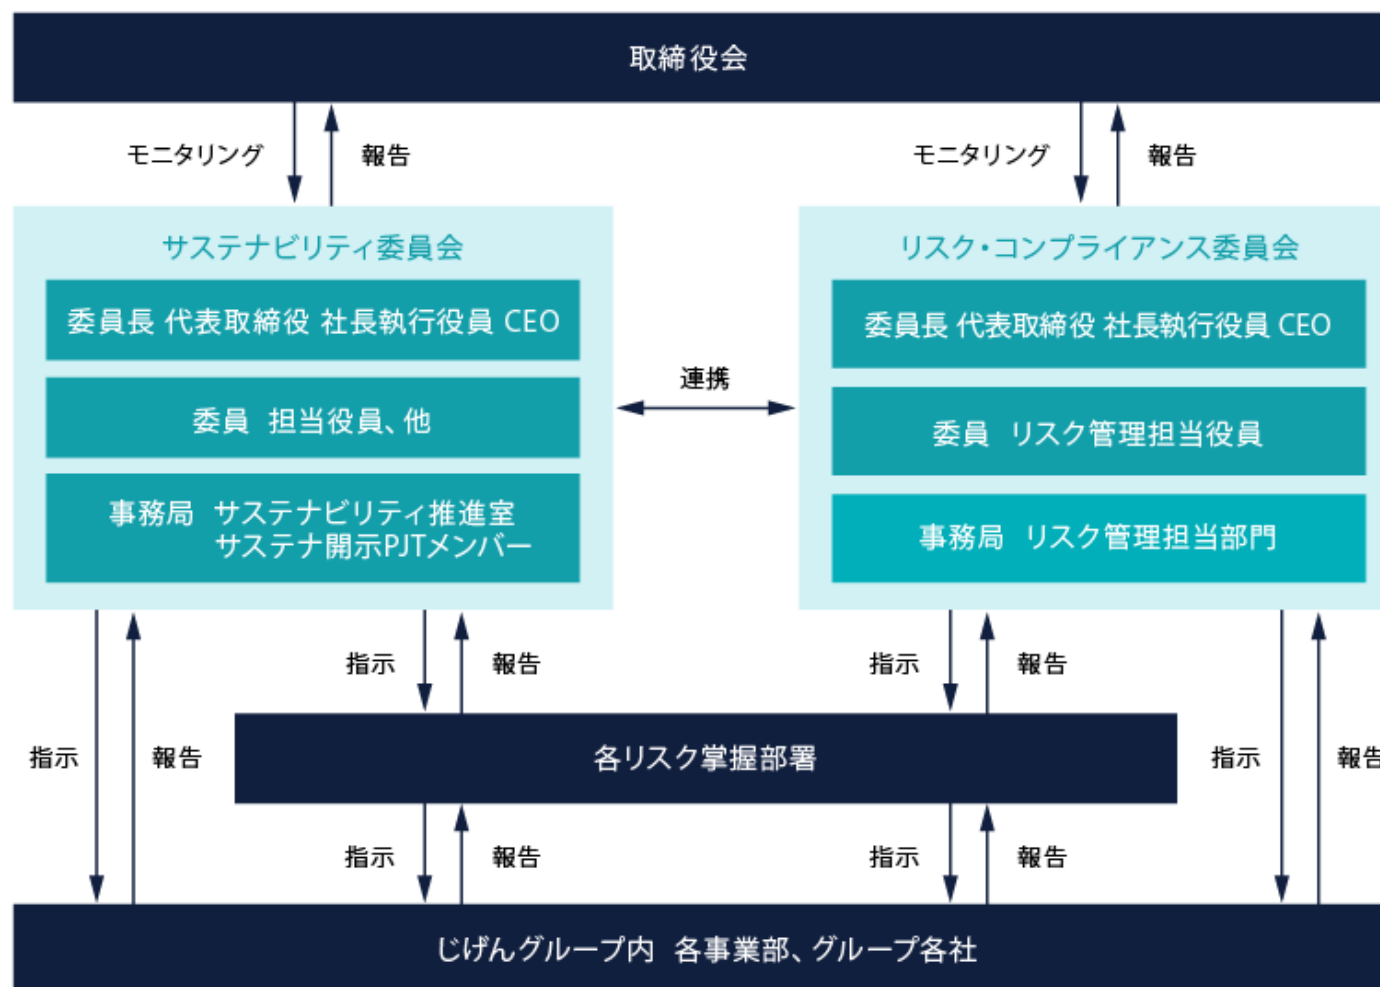 取締役会
モニタリング
報告
モニタリング
報告
サステナビリティ委員会
委員長 代表取締役 社長執行役員 CEO
委員 担当役員、他
事務局 サステナビリティ推進室
サステナ開示PJTメンバー
連携
リスク・コンプライアンス委員会
委員長 代表取締役 社長執行役員 CEO
委員 リスク管理担当役員
事務局 リスク管理担当部門
指示
報告
指示
報告
指示
報告
指示
報告
各リスク掌握部署
指示
報告
指示
報告
じげんグループ内 各事業部、グループ各社